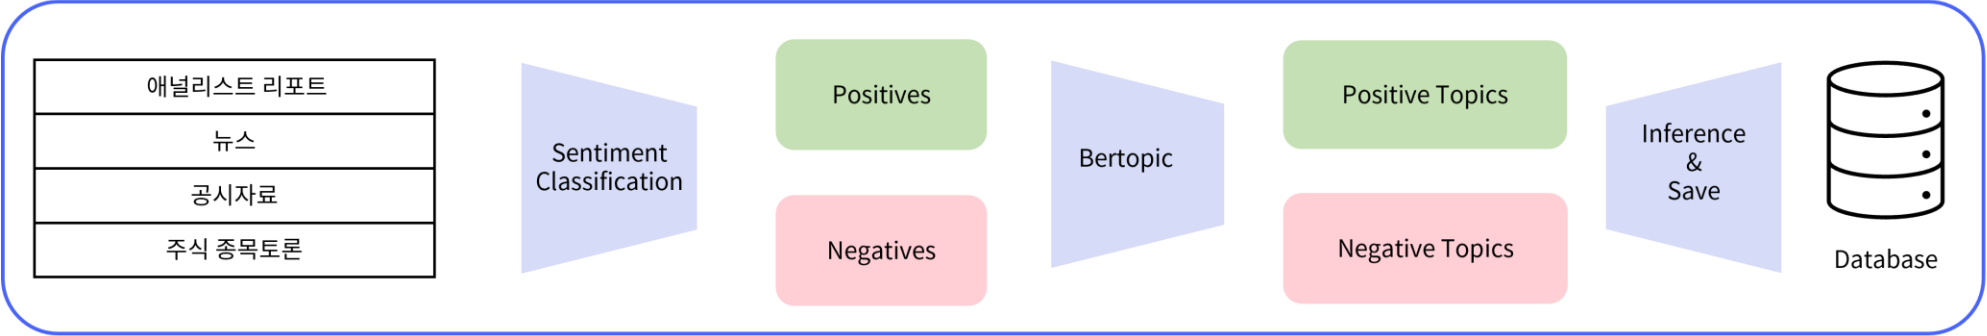 애널리스트 리포트
뉴스
공시자료
주식 종목토론
Sentiment
Classification
Positives
Negatives
Bertopic
Positive Topics
Negative Topics
Inference
&
Save
Database